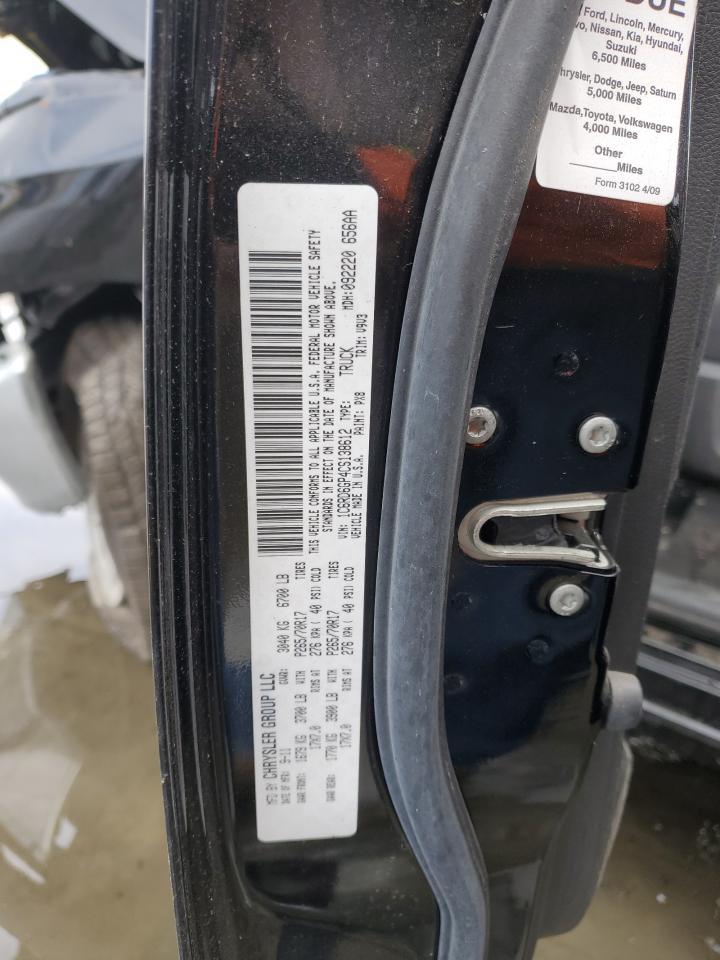 MFD BY CHRYSLER GROUP LLC
DATE OF MFR: 9-11 GVWR: 3040 KG 6700 LB
GAWR FRONT: 1679 KG 3700 LB WITH P265/70R17 TIRES
17X7.0 RIMS AT 276 KPA ( 40 PSI) COLD
GAWR REAR: 1770 KG 3900 LB WITH P265/70R17 TIRES
17X7.0 RIMS AT 276 KPA ( 40 PSI) COLD
THIS VEHICLE CONFORMS TO ALL APPLICABLE U.S.A. FEDERAL MOTOR VEHICLE SAFETY
STANDARDS IN EFFECT ON THE DATE OF MANUFACTURE SHOWN ABOVE.
VIN: 1C6RD6GP4CS138612 TYPE: TRUCK MDH: 092220 656AA
VEHICLE MADE IN U.S.A. PAINT: PX8 TRIM: V9V3
DUE
Ford, Lincoln, Mercury,
vo, Nissan, Kia, Hyundai,
Suzuki
6,500 Miles
hrysler, Dodge, Jeep, Saturn
5,000 Miles
Mazda,Toyota, Volkswagen
4,000 Miles
Other
______Miles
Form 3102 4/09